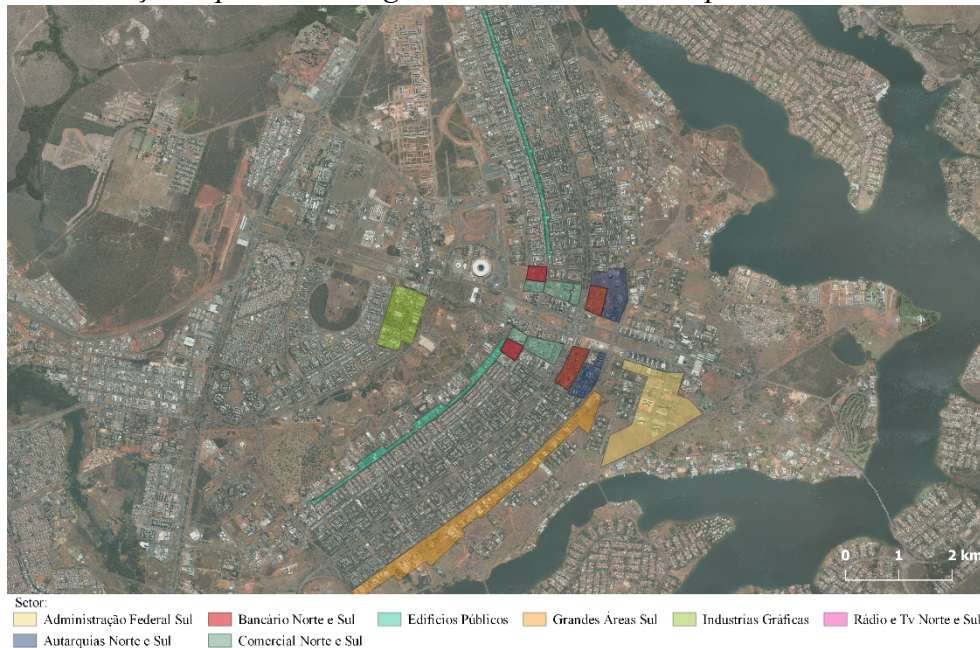 0 1 2 km
Setor:
Administração Federal Sul Bancário Norte e Sul Edifícios Públicos Grandes Áreas Sul Industrias Gráficas Rádio e Tv Norte e Sul
Autarquias Norte e Sul Comercial Norte e Sul